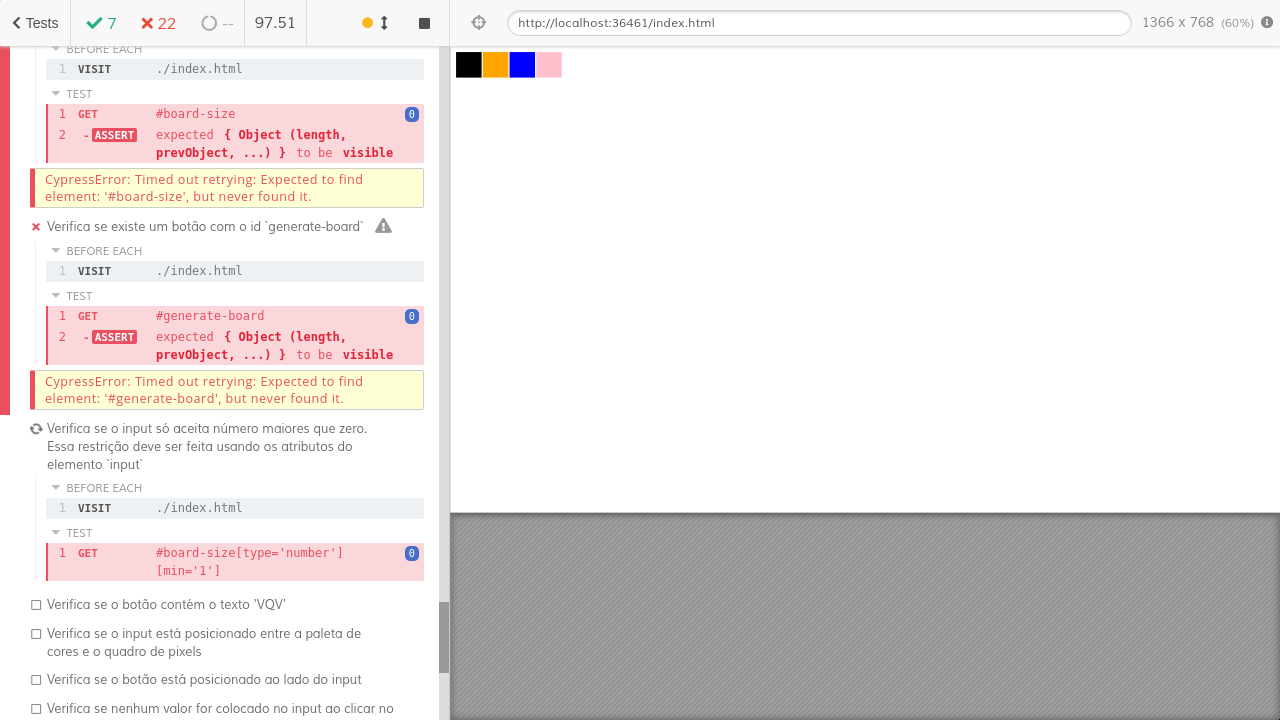 Tests 7 22 -- 97.51 http://localhost:36461/index.html 1366 x 768 (60%)
BEFORE EACH
1 VISIT ./index.html
TEST
1 GET #board-size 0
2 -ASSERT expected { Object (length,
prevObject, ...) } to be visible
CypressError: Timed out retrying: Expected to find
element: '#board-size', but never found it.
Verifica se existe um botão com o id `generate-board`
BEFORE EACH
1 VISIT ./index.html
TEST
1 GET #generate-board 0
2 -ASSERT expected { Object (length,
prevObject, ...) } to be visible
CypressError: Timed out retrying: Expected to find
element: '#generate-board', but never found it.
Verifica se o input só aceita número maiores que zero.
Essa restrição deve ser feita usando os atributos do
elemento `input`
BEFORE EACH
1 VISIT ./index.html
TEST
1 GET #board-size[type='number'] 0
[min='1']
Verifica se o botão contém o texto 'VQV'
Verifica se o input está posicionado entre a paleta de
cores e o quadro de pixels
Verifica se o botão está posicionado ao lado do input
Verifica se nenhum valor for colocado no input ao clicar no